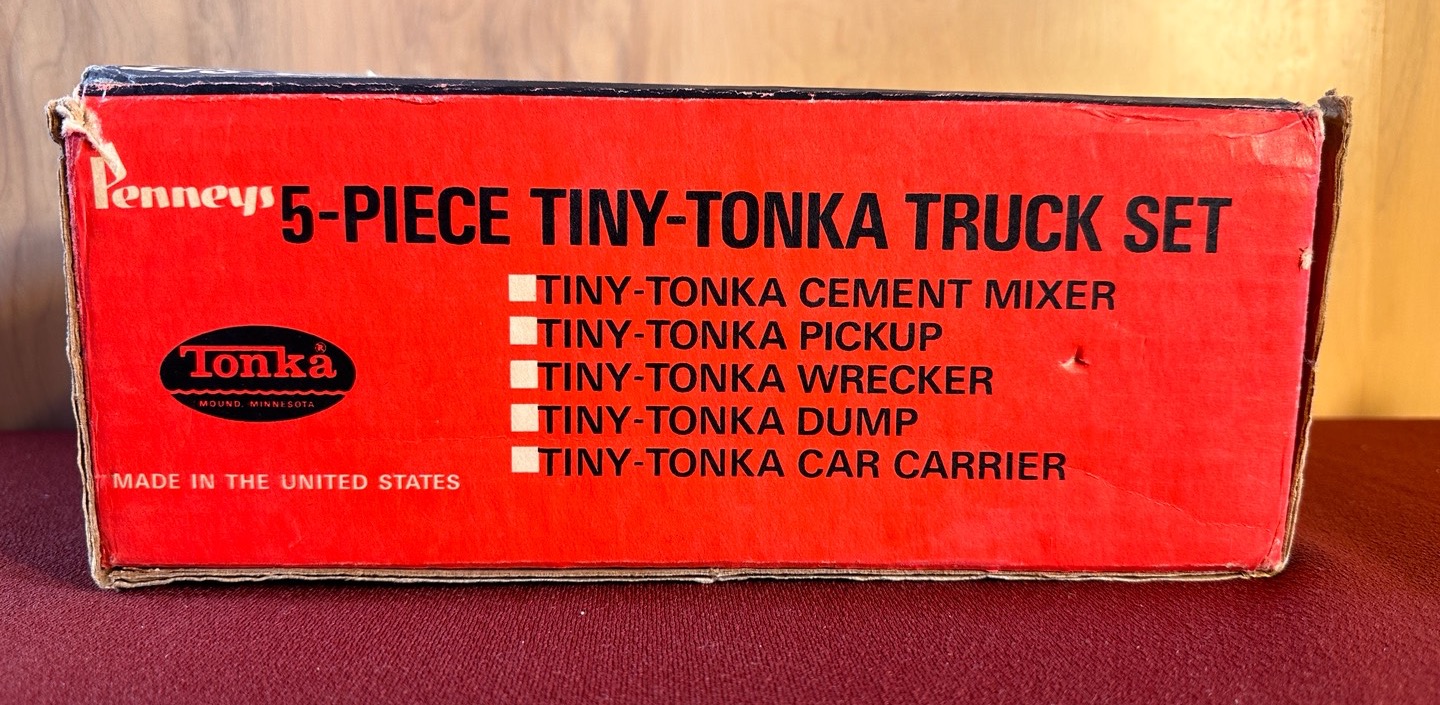 Penneys 5-PIECE TINY-TONKA TRUCK SET
TINY-TONKA CEMENT MIXER
TINY-TONKA PICKUP
TINY-TONKA WRECKER
TINY-TONKA DUMP
TINY-TONKA CAR CARRIER
Tonka®
MOUND, MINNESOTA
MADE IN THE UNITED STATES